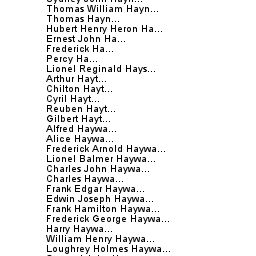 Thomas William Hayn...
Thomas Hayn...
Hubert Henry Heron Ha...
Ernest John Ha...
Frederick Ha...
Percy Ha...
Lionel Reginald Hays...
Arthur Hayt...
Chilton Hayt...
Cyril Hayt...
Reuben Hayt...
Gilbert Hayt...
Alfred Haywa...
Alice Haywa...
Frederick Arnold Haywa...
Lionel Balmer Haywa...
Charles John Haywa...
Charles Haywa...
Frank Edgar Haywa...
Edwin Joseph Haywa...
Frank Hamilton Haywa...
Frederick George Haywa...
Harry Haywa...
William Henry Haywa...
Loughrey Holmes Haywa...